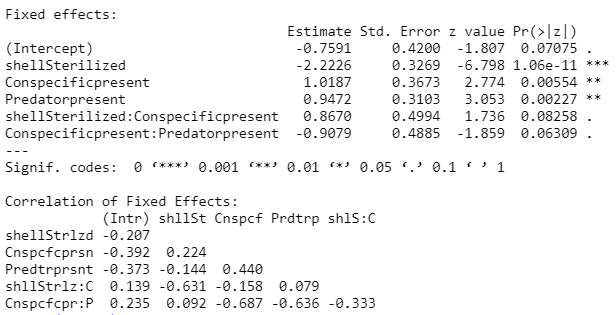 Fixed effects:
                               Estimate Std. Error z value Pr(>|z|)
(Intercept)                     -0.7591     0.4200  -1.807  0.07075 .
shellSterilized                 -2.2226     0.3269  -6.798 1.06e-11 ***
Conspecificpresent               1.0187     0.3673   2.774  0.00554 **
Predatorpresent                  0.9472     0.3103   3.053  0.00227 **
shellSterilized:Conspecificpresent  0.8670     0.4994   1.736  0.08258 .
Conspecificpresent:Predatorpresent -0.9079     0.4885  -1.859  0.06309 .
---
Signif. codes:  0 ‘***’ 0.001 ‘**’ 0.01 ‘*’ 0.05 ‘.’ 0.1 ‘ ’ 1
Correlation of Fixed Effects:
            (Intr) shllSt Cnspcf Prdtrp shlS:C
shellStrlzd -0.207
Cnspcfcprsn -0.392  0.224
Predtrprsnt -0.373 -0.144  0.440
shllStrlz:C  0.139 -0.631 -0.158  0.079
Cnspcfcpr:P  0.235  0.092 -0.687 -0.636 -0.333